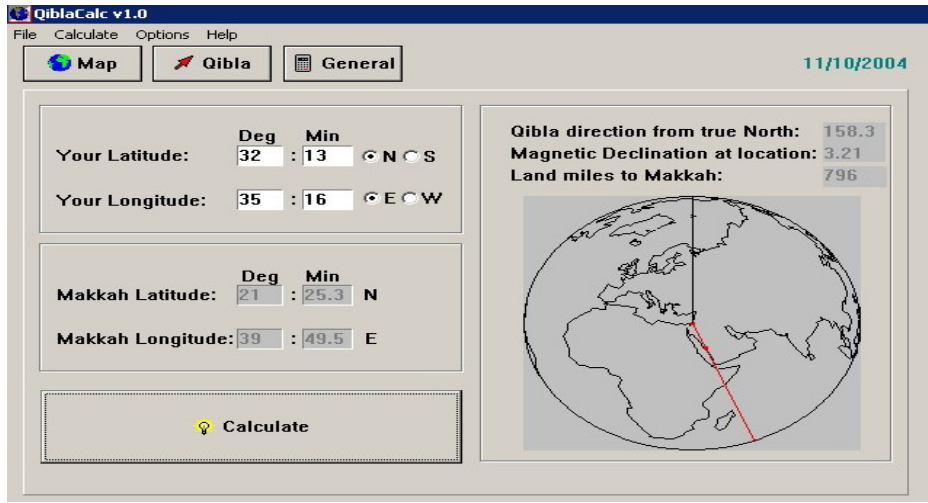 QiblaCalc v1.0
File Calculate Options Help
Map Qibla General 11/10/2004
Deg Min
Your Latitude: 32 : 13 N S
Your Longitude: 35 : 16 E W
Deg Min
Makkah Latitude: 21 : 25.3 N
Makkah Longitude: 39 : 49.5 E
Calculate
Qibla direction from true North: 158.3
Magnetic Declination at location: 3.21
Land miles to Makkah: 796